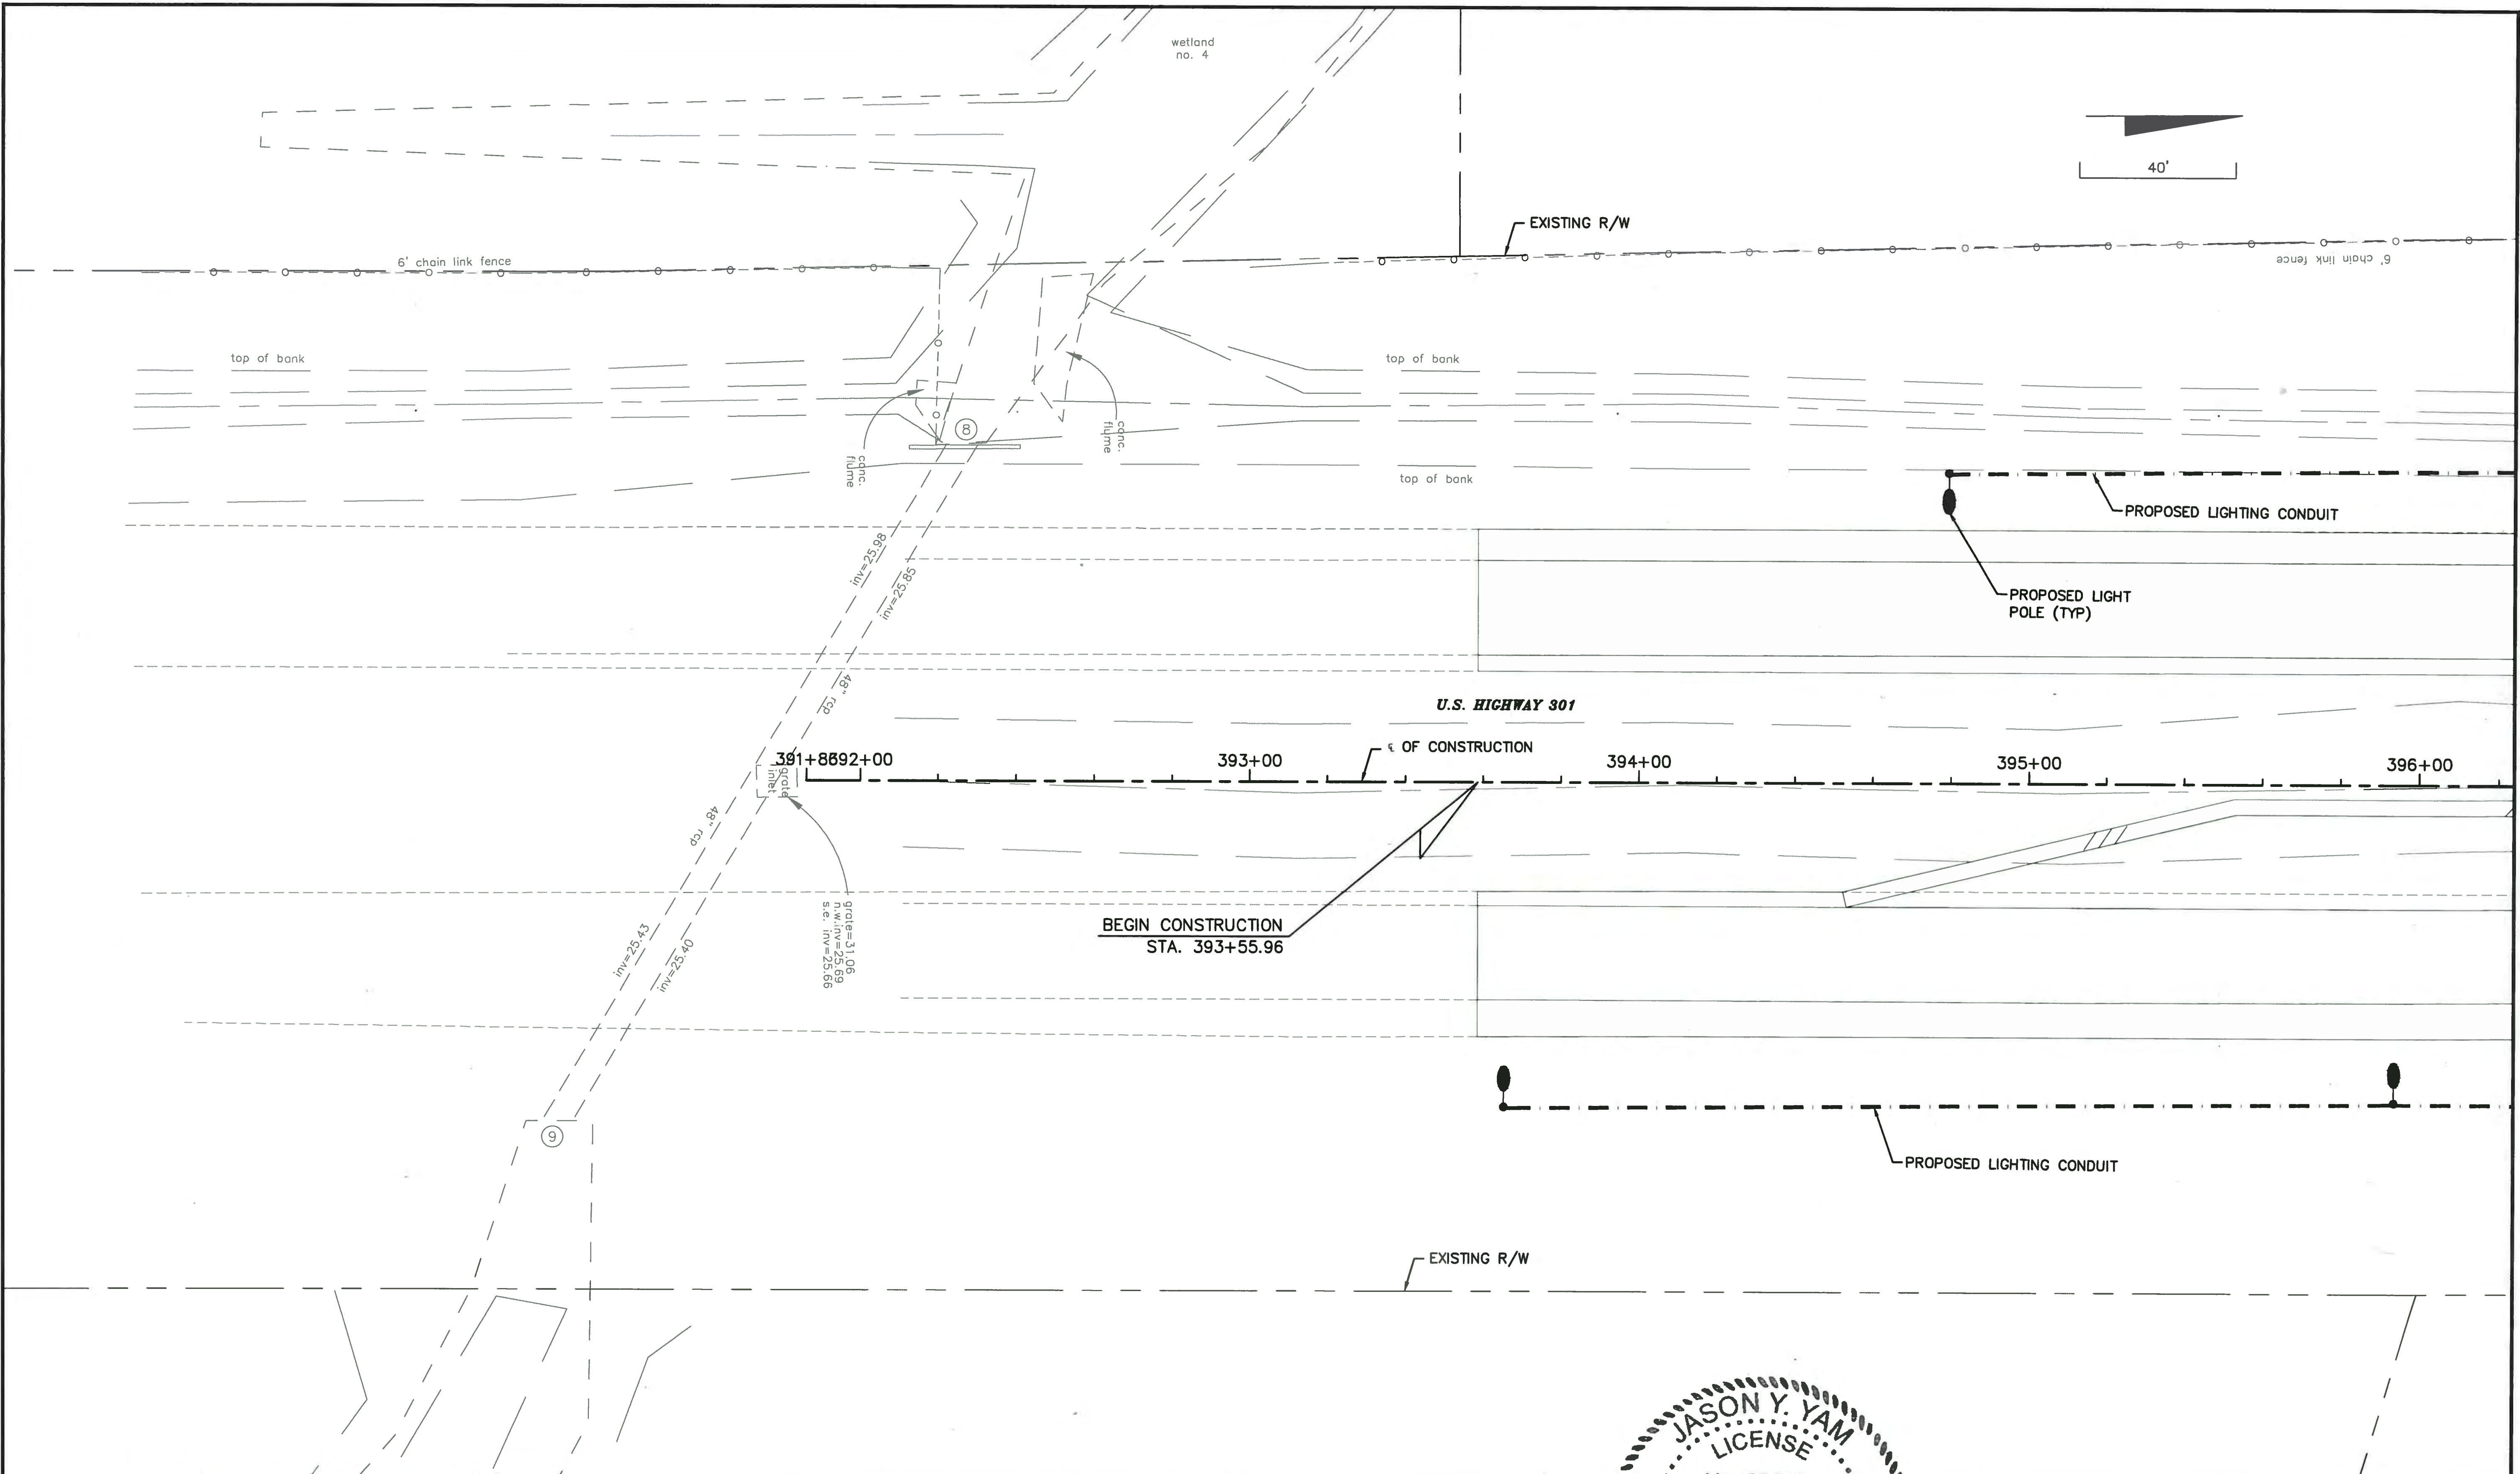 wetland
no. 4
40'
EXISTING R/W
6' chain link fence
6' chain link fence
top of bank
top of bank
conc.
flume
8
conc.
flume
top of bank
PROPOSED LIGHTING CONDUIT
inv=25.98
inv=25.85
PROPOSED LIGHT
POLE (TYP)
48" rcp
U.S. HIGHWAY 301
℄ OF CONSTRUCTION
391+86
392+00
393+00
394+00
395+00
396+00
grate
inlet
48" rcp
grate=31.06
n.w.inv=25.69
s.e. inv=25.66
BEGIN CONSTRUCTION
STA. 393+55.96
inv=25.43
inv=25.40
9
PROPOSED LIGHTING CONDUIT
EXISTING R/W
JASON Y. YAM
LICENSE